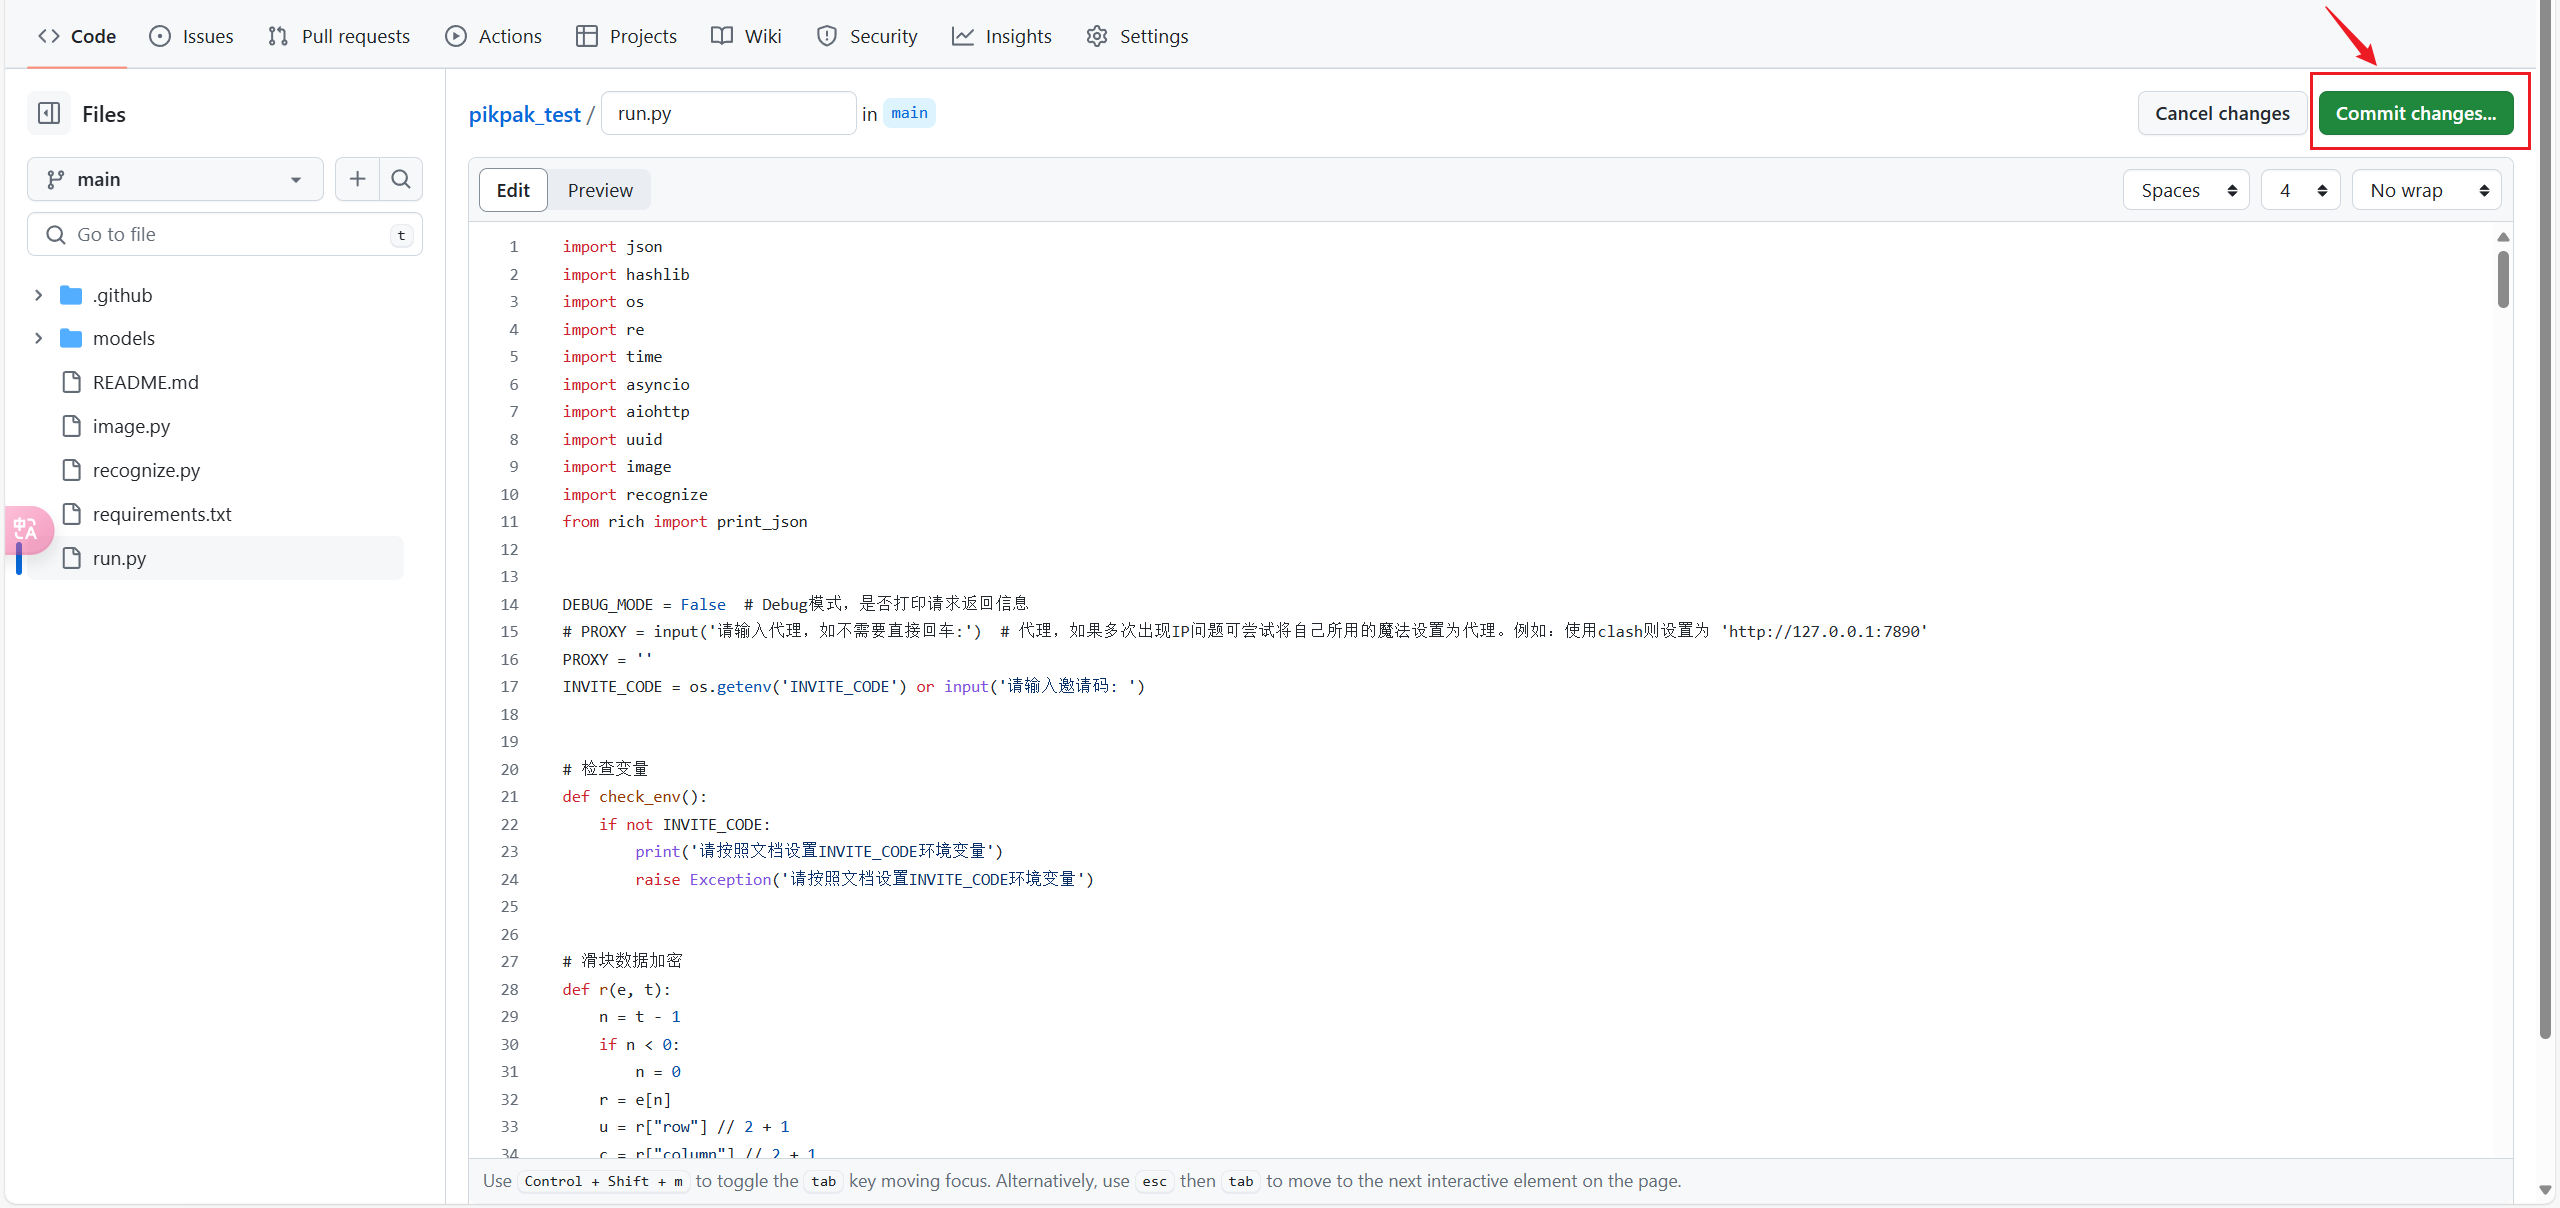 Code Issues Pull requests Actions Projects Wiki Security Insights Settings
Files
main
Go to file t
.github
models
README.md
image.py
recognize.py
requirements.txt
run.py
中 A
pikpak_test / run.py in main
Cancel changes Commit changes...
Edit Preview
Spaces 4 No wrap
1 import json
2 import hashlib
3 import os
4 import re
5 import time
6 import asyncio
7 import aiohttp
8 import uuid
9 import image
10 import recognize
11 from rich import print_json
12
13
14 DEBUG_MODE = False  # Debug模式，是否打印请求返回信息
15 # PROXY = input('请输入代理，如不需要直接回车:')  # 代理，如果多次出现IP问题可尝试将自己所用的魔法设置为代理。例如：使用clash则设置为 'http://127.0.0.1:7890'
16 PROXY = ''
17 INVITE_CODE = os.getenv('INVITE_CODE') or input('请输入邀请码: ')
18
19
20 # 检查变量
21 def check_env():
22     if not INVITE_CODE:
23         print('请按照文档设置INVITE_CODE环境变量')
24         raise Exception('请按照文档设置INVITE_CODE环境变量')
25
26
27 # 滑块数据加密
28 def r(e, t):
29     n = t - 1
30     if n < 0:
31         n = 0
32     r = e[n]
33     u = r["row"] // 2 + 1
34     c = r["column"] // 2 + 1
Use Control + Shift + m to toggle the tab key moving focus. Alternatively, use esc then tab to move to the next interactive element on the page.